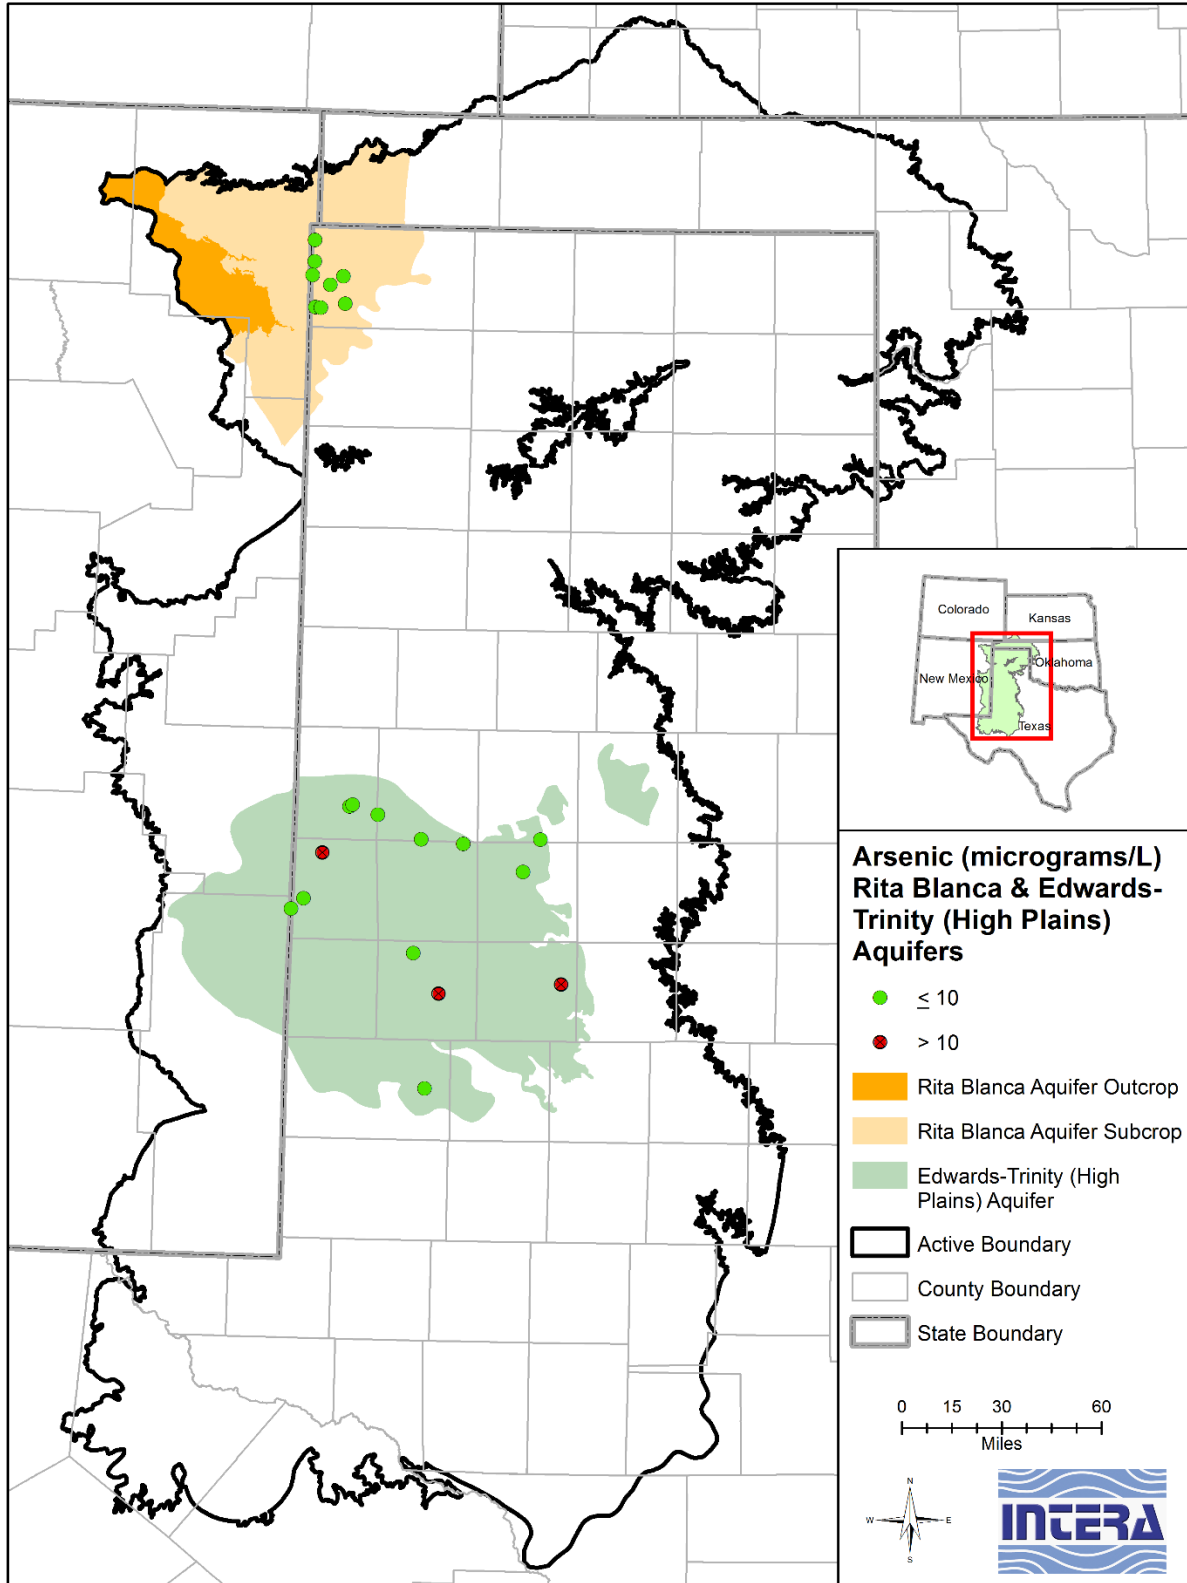 Colorado
Kansas
New Mexico
Oklahoma
Texas
Arsenic (micrograms/L)
Rita Blanca & Edwards-
Trinity (High Plains)
Aquifers
≤ 10
> 10
Rita Blanca Aquifer Outcrop
Rita Blanca Aquifer Subcrop
Edwards-Trinity (High
Plains) Aquifer
Active Boundary
County Boundary
State Boundary
0 15 30 60
Miles
N
W E
S
INTERA